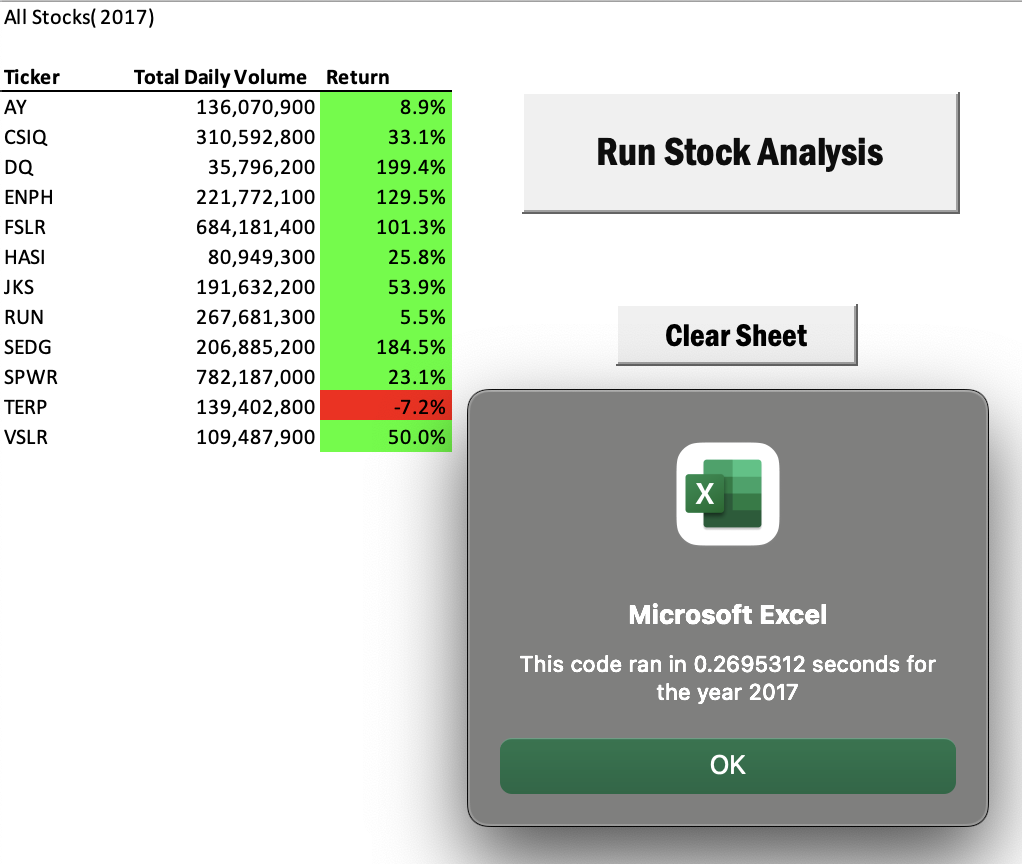 All Stocks( 2017)
Ticker Total Daily Volume Return
AY 136,070,900 8.9%
CSIQ 310,592,800 33.1%
DQ 35,796,200 199.4%
ENPH 221,772,100 129.5%
FSLR 684,181,400 101.3%
HASI 80,949,300 25.8%
JKS 191,632,200 53.9%
RUN 267,681,300 5.5%
SEDG 206,885,200 184.5%
SPWR 782,187,000 23.1%
TERP 139,402,800 -7.2%
VSLR 109,487,900 50.0%
Run Stock Analysis
Clear Sheet
X
Microsoft Excel
This code ran in 0.2695312 seconds for
the year 2017
OK